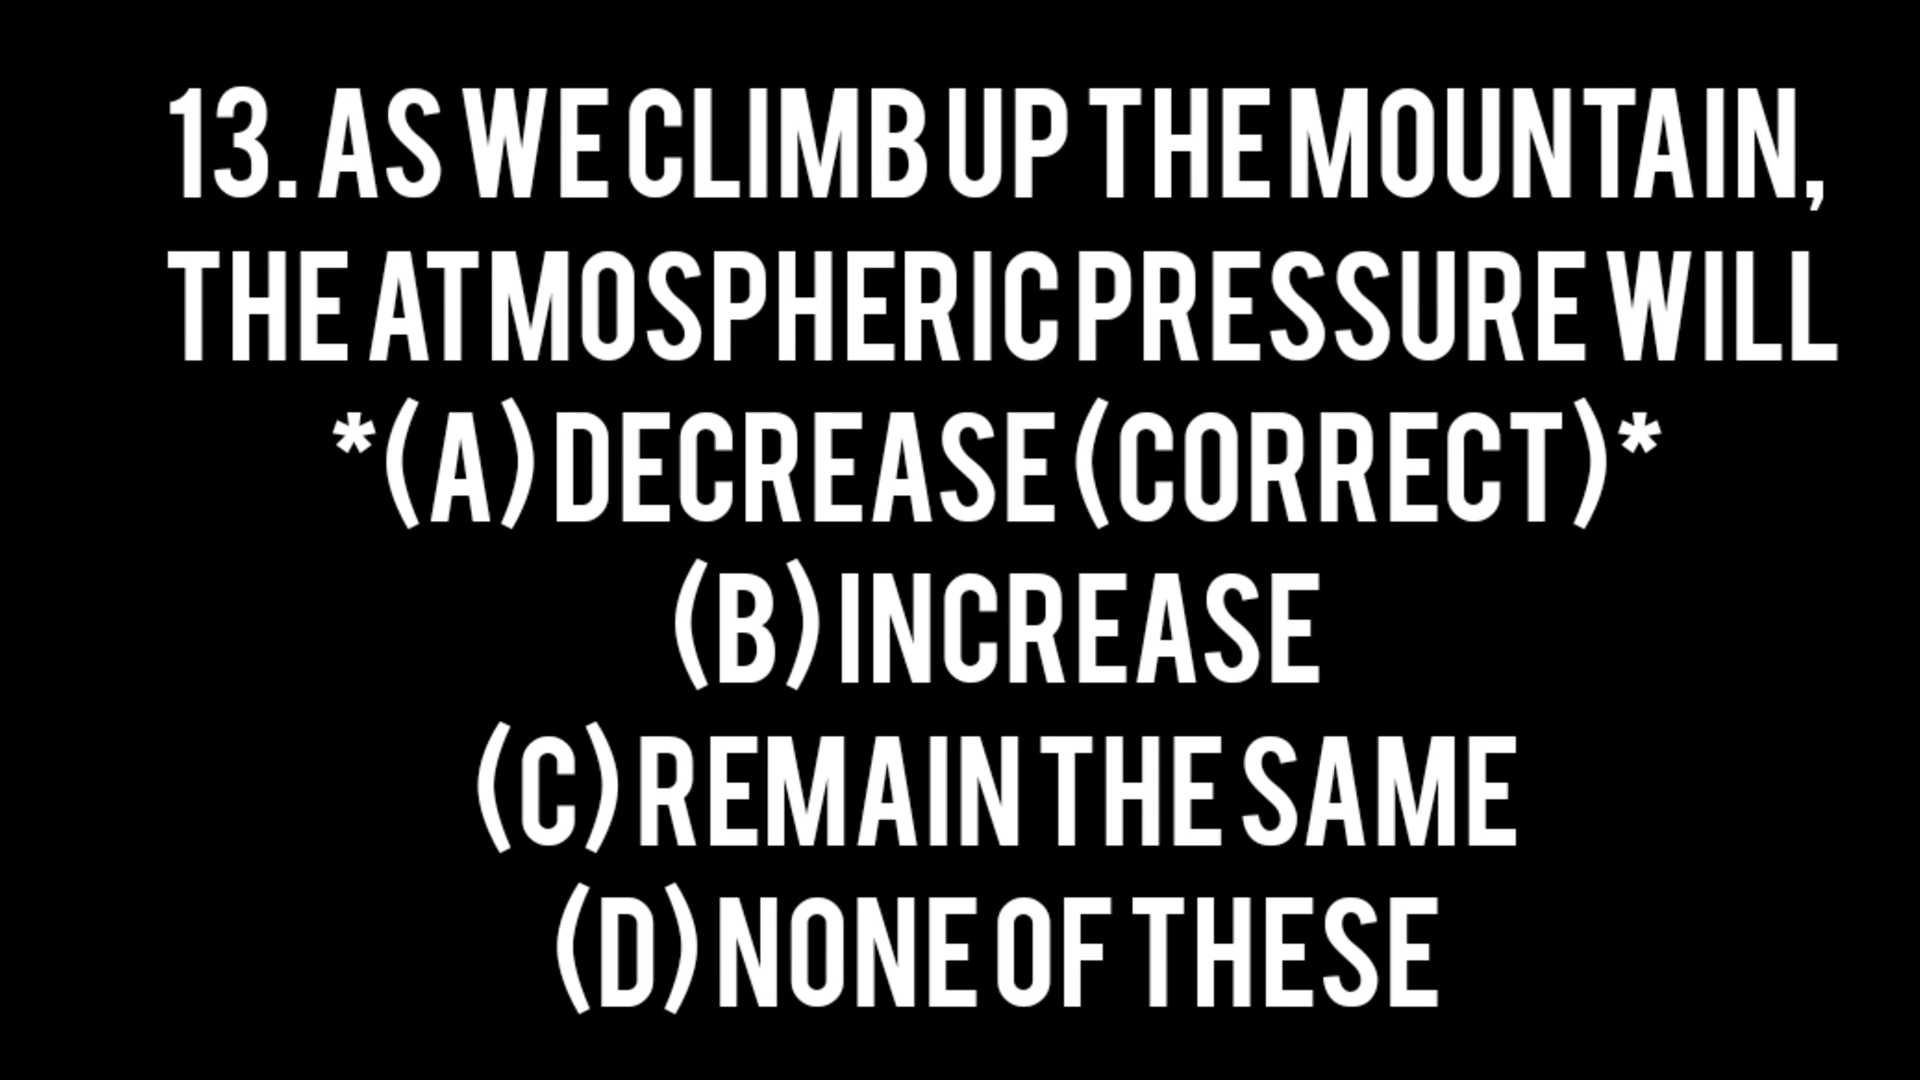 13. AS WE CLIMB UP THE MOUNTAIN,
THE ATMOSPHERIC PRESSURE WILL
*(A) DECREASE (CORRECT)*
(B) INCREASE
(C) REMAIN THE SAME
(D) NONE OF THESE